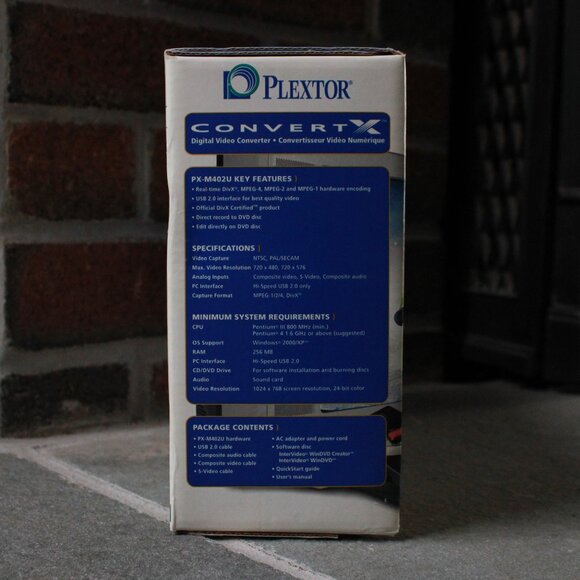 PLEXTOR®
CONVERTX™
Digital Video Converter • Convertisseur Vidéo Numérique
PX-M402U KEY FEATURES )
• Real-time DivX®, MPEG-4, MPEG-2 and MPEG-1 hardware encoding
• USB 2.0 interface for best quality video
• Official DivX Certified™ product
• Direct record to DVD disc
• Edit directly on DVD disc
SPECIFICATIONS )
Video Capture NTSC, PAL/SECAM
Max. Video Resolution 720 x 480, 720 x 576
Analog Inputs Composite video, S-Video, Composite audio
PC Interface Hi-Speed USB 2.0 only
Capture Format MPEG-1/2/4, DivX®
MINIMUM SYSTEM REQUIREMENTS )
CPU Pentium® III 800 MHz (min.)
Pentium® 4 1.6 GHz or above (suggested)
OS Support Windows® 2000/XP™
RAM 256 MB
PC Interface Hi-Speed USB 2.0
CD/DVD Drive For software installation and burning discs
Audio Sound card
Video Resolution 1024 x 768 screen resolution, 24-bit color
PACKAGE CONTENTS )
• PX-M402U hardware
• USB 2.0 cable
• Composite audio cable
• Composite video cable
• S-Video cable
• AC adapter and power cord
• Software disc
InterVideo® WinDVD Creator™
InterVideo® WinDVD™
• QuickStart guide
• User's manual